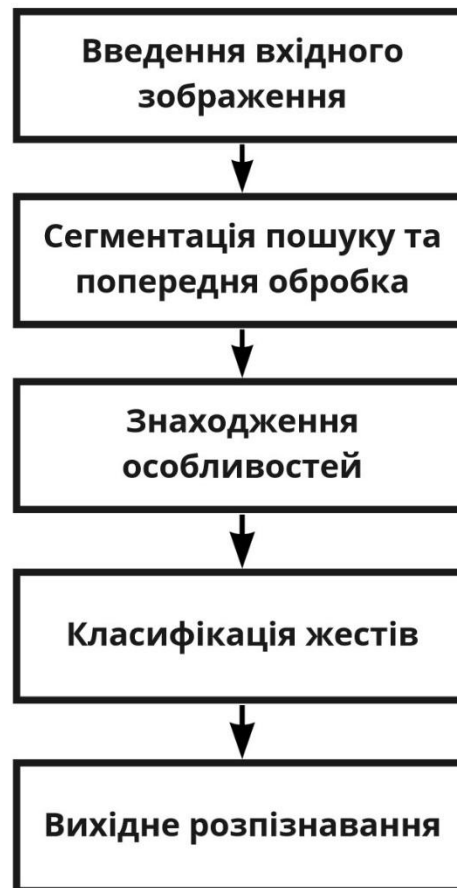 Введення вхідного
зображення
Сегментація пошуку та
попередня обробка
Знаходження
особливостей
Класифікація жестів
Вихідне розпізнавання